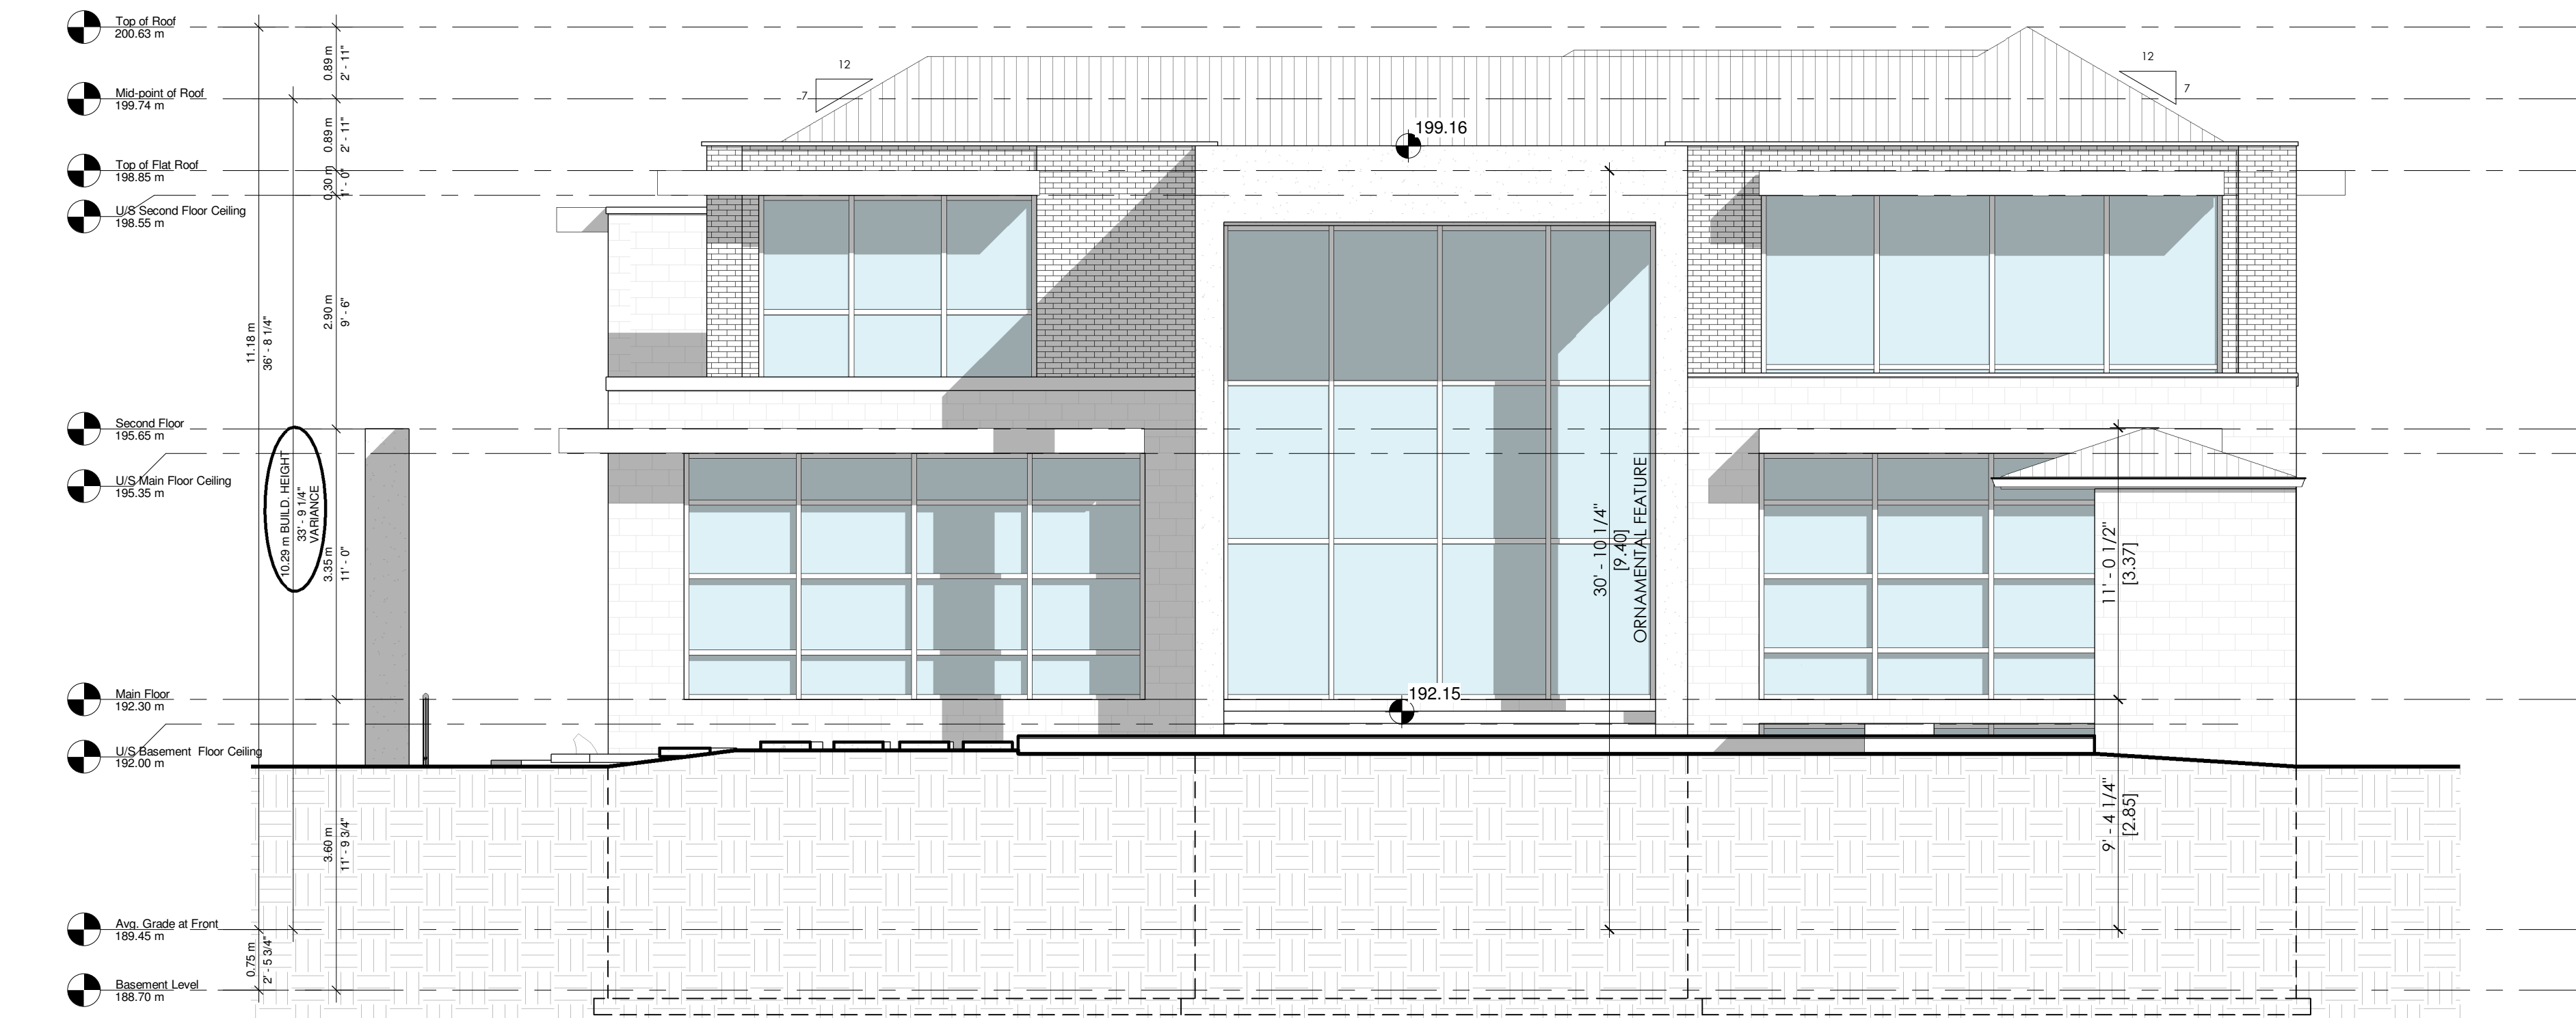 Top of Roof
200.63 m
Mid-point of Roof
199.74 m
Top of Flat Roof
198.85 m
U/S Second Floor Ceiling
198.55 m
Second Floor
195.65 m
U/S Main Floor Ceiling
195.35 m
Main Floor
192.30 m
U/S Basement Floor Ceiling
192.00 m
Avg. Grade at Front
189.45 m
Basement Level
188.70 m
11.18 m
36' - 8 1/4"
0.75 m
2' - 5 3/4"
10.29 m BUILD. HEIGHT
33' - 9 1/4"
VARIANCE
0.89 m
2' - 11"
0.89 m
2' - 11"
0.30 m
1' - 0"
2.90 m
9' - 6"
3.35 m
11' - 0"
3.60 m
11' - 9 3/4"
12
7
199.16
192.15
30' - 10 1/4"
[9.40]
ORNAMENTAL FEATURE
12
7
11' - 0 1/2"
[3.37]
9' - 4 1/4"
[2.85]